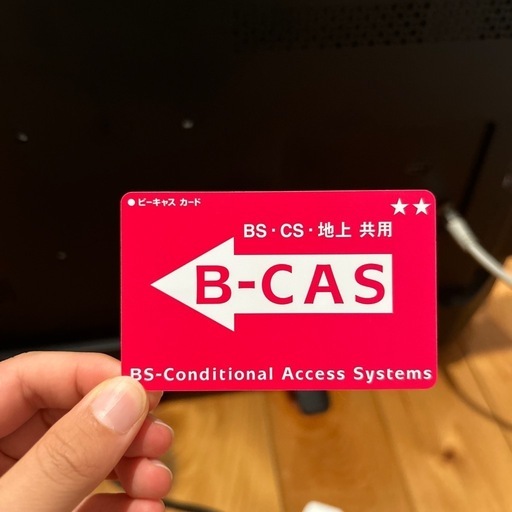 ● ビーキャス カード
★★
BS・CS・地上 共用
B-CAS
BS-Conditional Access Systems